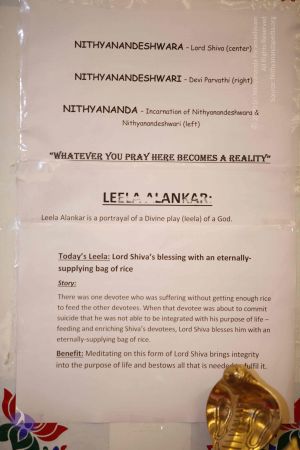 NITHYANANDESHWARA – Lord Shiva (center)
NITHYANANDESHWARI – Devi Parvathi (right)
NITHYANANDA – Incarnation of Nithyanandeshwara &
Nithyanandeshwari (left)
"WHATEVER YOU PRAY HERE BECOMES A REALITY"
LEELA ALANKAR:
Leela Alankar is a portrayal of a Divine play (leela) of a God.
Today's Leela: Lord Shiva's blessing with an eternally-
supplying bag of rice
Story:
There was one devotee who was suffering without getting enough rice
to feed the other devotees. When that devotee was about to commit
suicide that he was not able to be integrated with his purpose of life –
feeding and enriching Shiva's devotees, Lord Shiva blesses him with an
eternally-supplying bag of rice.
Benefit: Meditating on this form of Lord Shiva brings integrity
into the purpose of life and bestows all that is needed to fulfil it.
All Rights Reserved